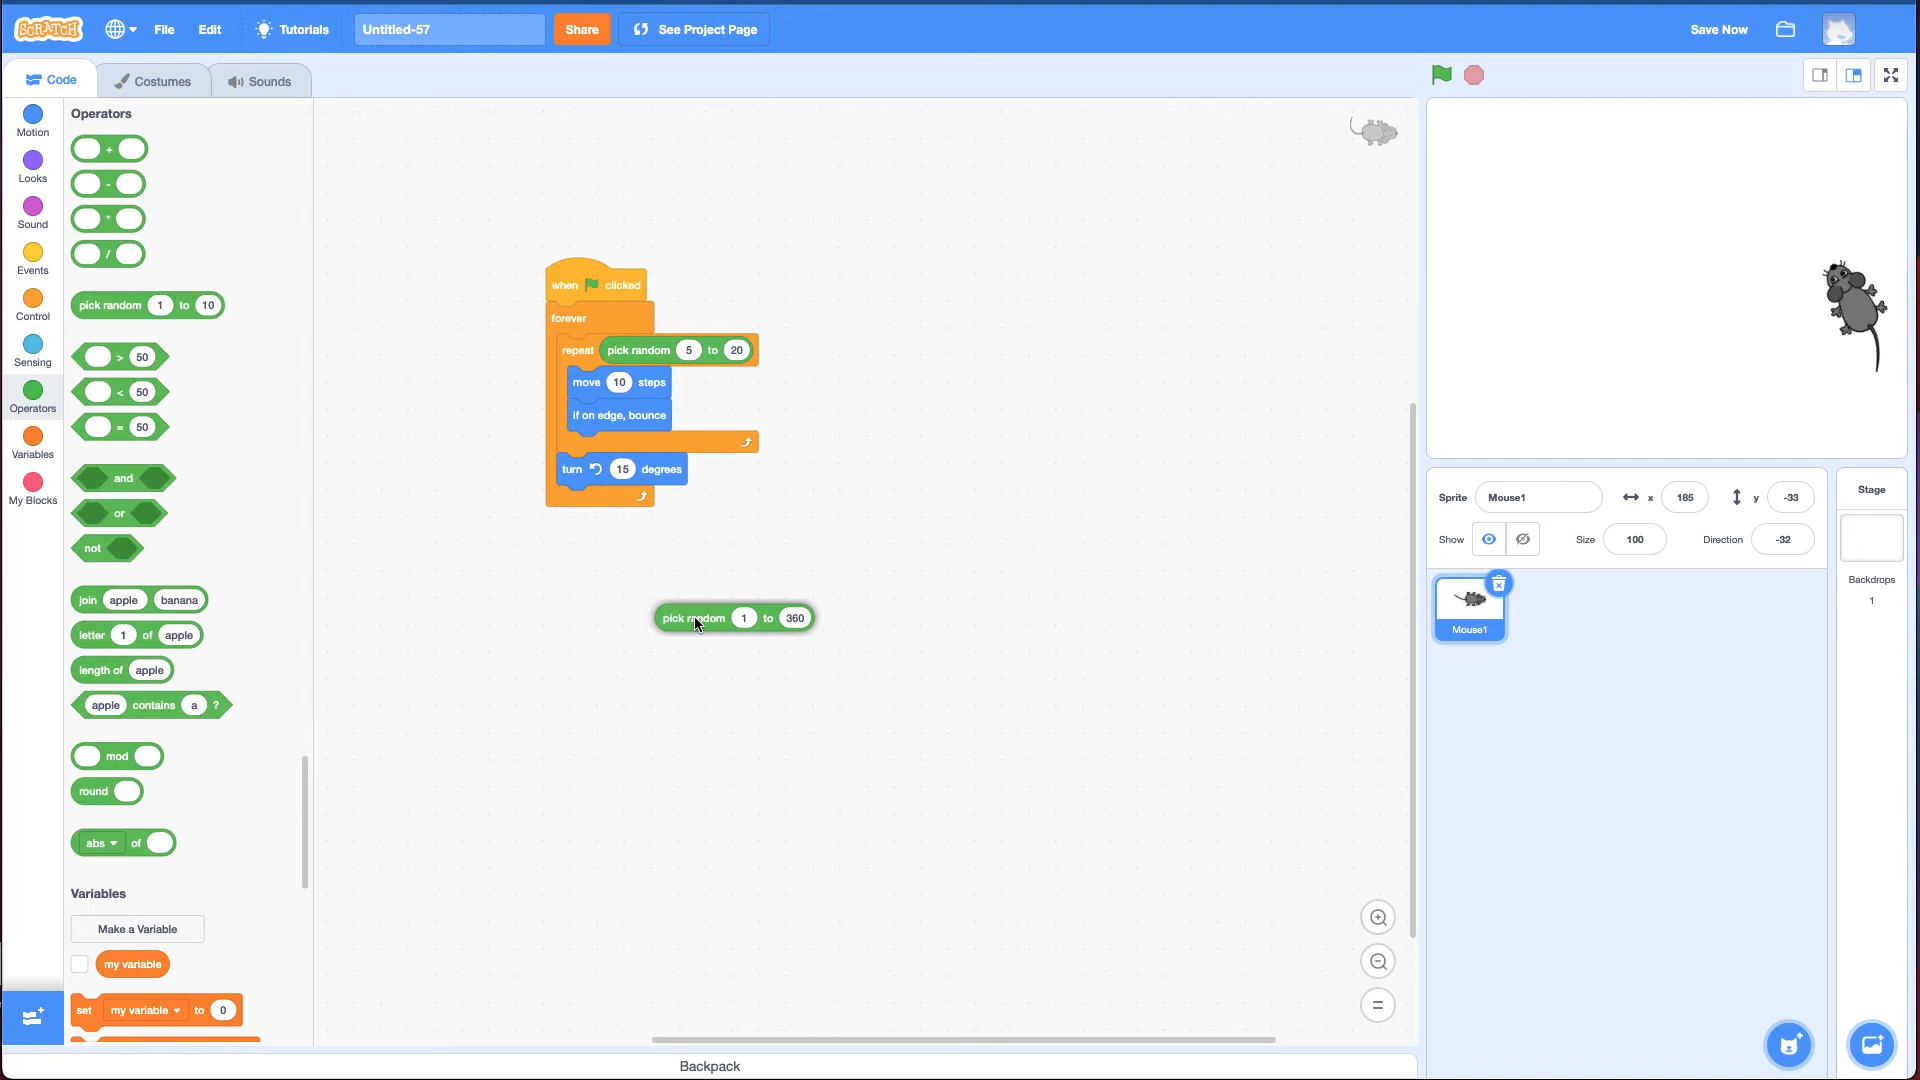 SCRATCH
File
Edit
Tutorials
Untitled-57
Share
See Project Page
Save Now
Code
Costumes
Sounds
Motion
Looks
Sound
Events
Control
Sensing
Operators
Variables
My Blocks
Operators
+
-
*
/
pick random 1 to 10
> 50
< 50
= 50
and
or
not
join apple banana
letter 1 of apple
length of apple
apple contains a ?
mod
round
abs of
Variables
Make a Variable
my variable
set my variable to 0
when clicked
forever
repeat pick random 5 to 20
move 10 steps
if on edge, bounce
turn 15 degrees
pick random 1 to 360
Backpack
Sprite Mouse1 x 185 y -33
Show Size 100 Direction -32
Mouse1
Stage
Backdrops
1